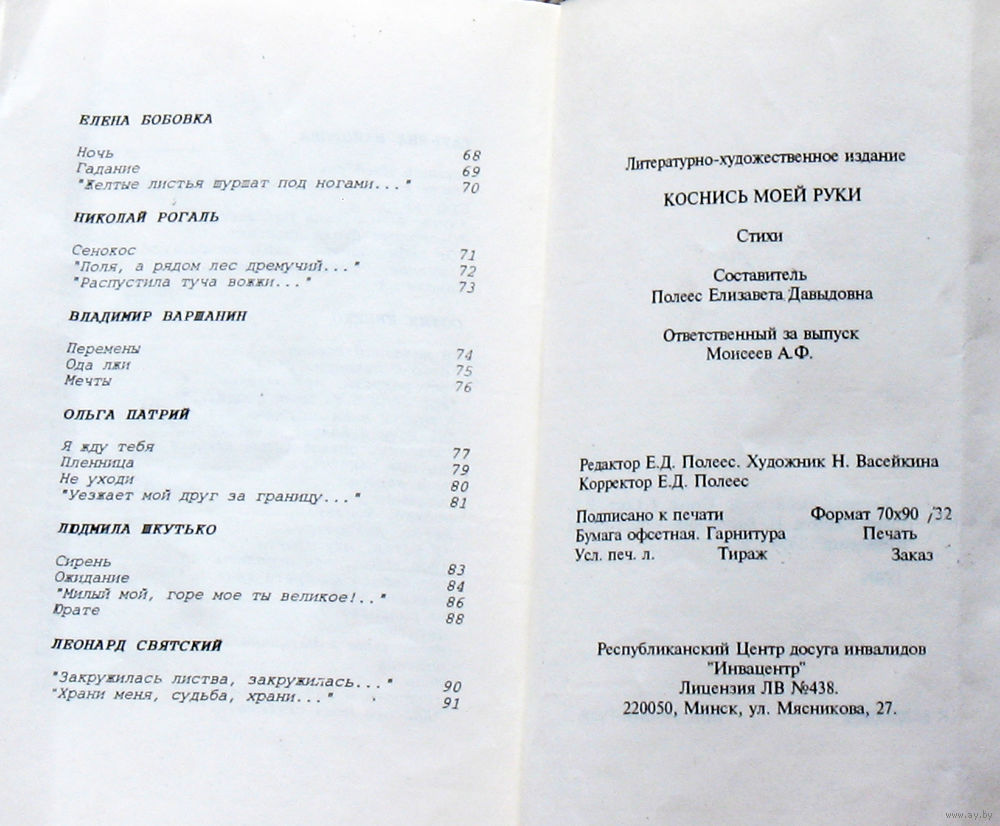 ЕЛЕНА БОБОВКА
Ночь 68
Гадание 69
"Желтые листья шуршат под ногами..." 70
НИКОЛАЙ РОГАЛЬ
Сенокос 71
"Поля, а рядом лес дремучий..." 72
"Распустила туча вожжи..." 73
ВЛАДИМИР ВАРШАНИН
Перемены 74
Ода лжи 75
Мечты 76
ОЛЬГА ПАТРИЙ
Я жду тебя 77
Пленница 79
Не уходи 80
"Уезжает мой друг за границу..." 81
ЛЮДМИЛА ШКУТЬКО
Сирень 83
Ожидание 84
"Милый мой, горе мое ты великое!.." 86
Юрате 88
ЛЕОНАРД СВЯТСКИЙ
"Закружилась листва, закружилась..." 90
"Храни меня, судьба, храни..." 91
Литературно-художественное издание
КОСНИСЬ МОЕЙ РУКИ
Стихи
Составитель
Полеес Елизавета Давыдовна
Ответственный за выпуск
Моисеев А.Ф.
Редактор Е.Д. Полеес. Художник Н. Васейкина
Корректор Е.Д. Полеес
Подписано к печати Формат 70х90 /32
Бумага офсетная. Гарнитура Печать
Усл. печ. л. Тираж Заказ
Республиканский Центр досуга инвалидов
"Инвацентр"
Лицензия ЛВ №438.
220050, Минск, ул. Мясникова, 27.
www.ay.by